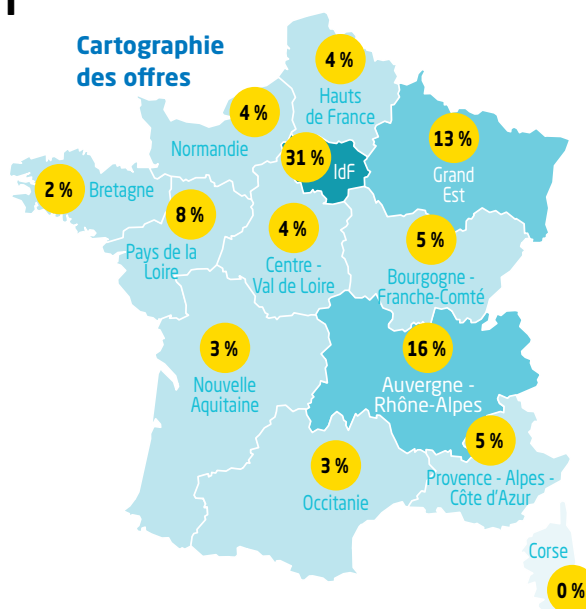 Cartographie
des offres
4 %
Hauts
de France
4 %
Normandie
31 %
IdF
13 %
Grand
Est
2 %
Bretagne
8 %
Pays de la
Loire
4 %
Centre -
Val de Loire
5 %
Bourgogne -
Franche-Comté
3 %
Nouvelle
Aquitaine
16 %
Auvergne -
Rhône-Alpes
3 %
Occitanie
5 %
Provence - Alpes -
Côte d'Azur
Corse
0 %